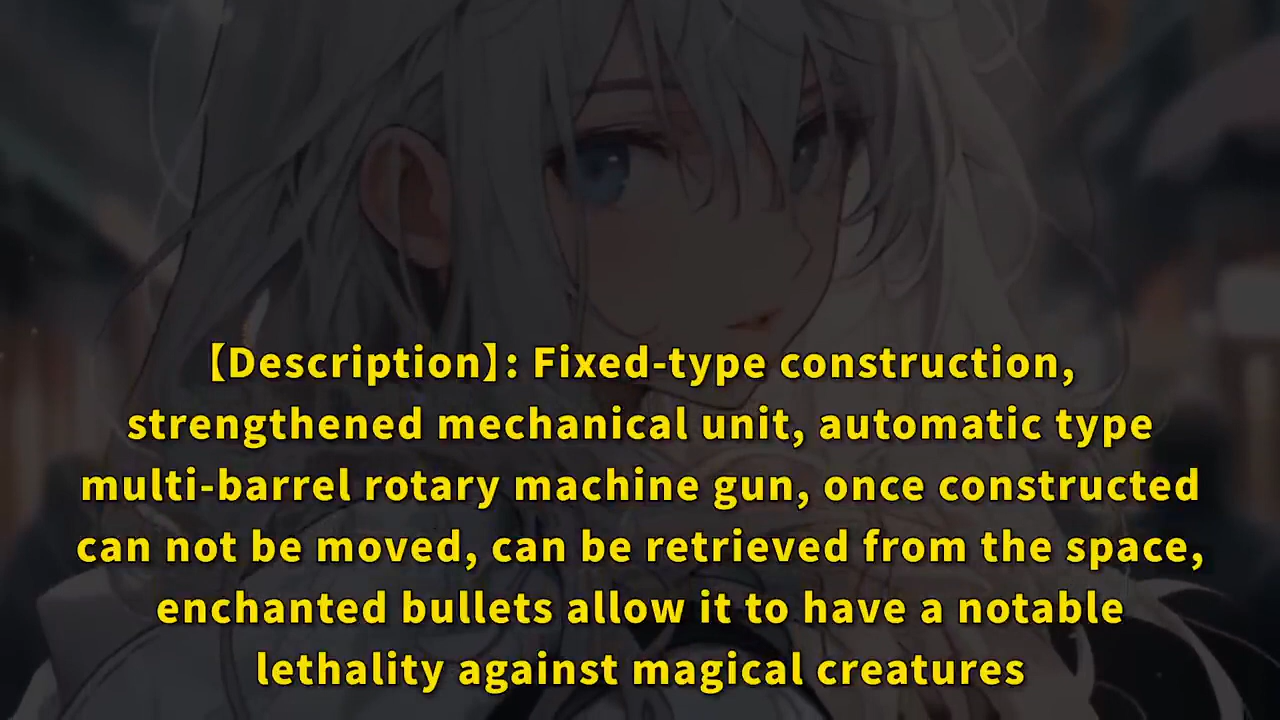 【Description】: Fixed-type construction,
strengthened mechanical unit, automatic type
multi-barrel rotary machine gun, once constructed
can not be moved, can be retrieved from the space,
enchanted bullets allow it to have a notable
lethality against magical creatures